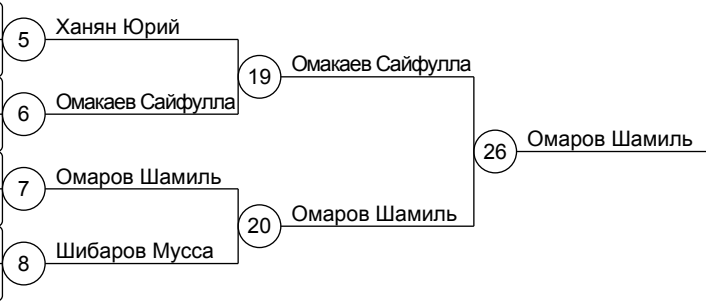 5 Ханян Юрий
19 Омакаев Сайфулла
6 Омакаев Сайфулла
26 Омаров Шамиль
7 Омаров Шамиль
20 Омаров Шамиль
8 Шибаров Мусса